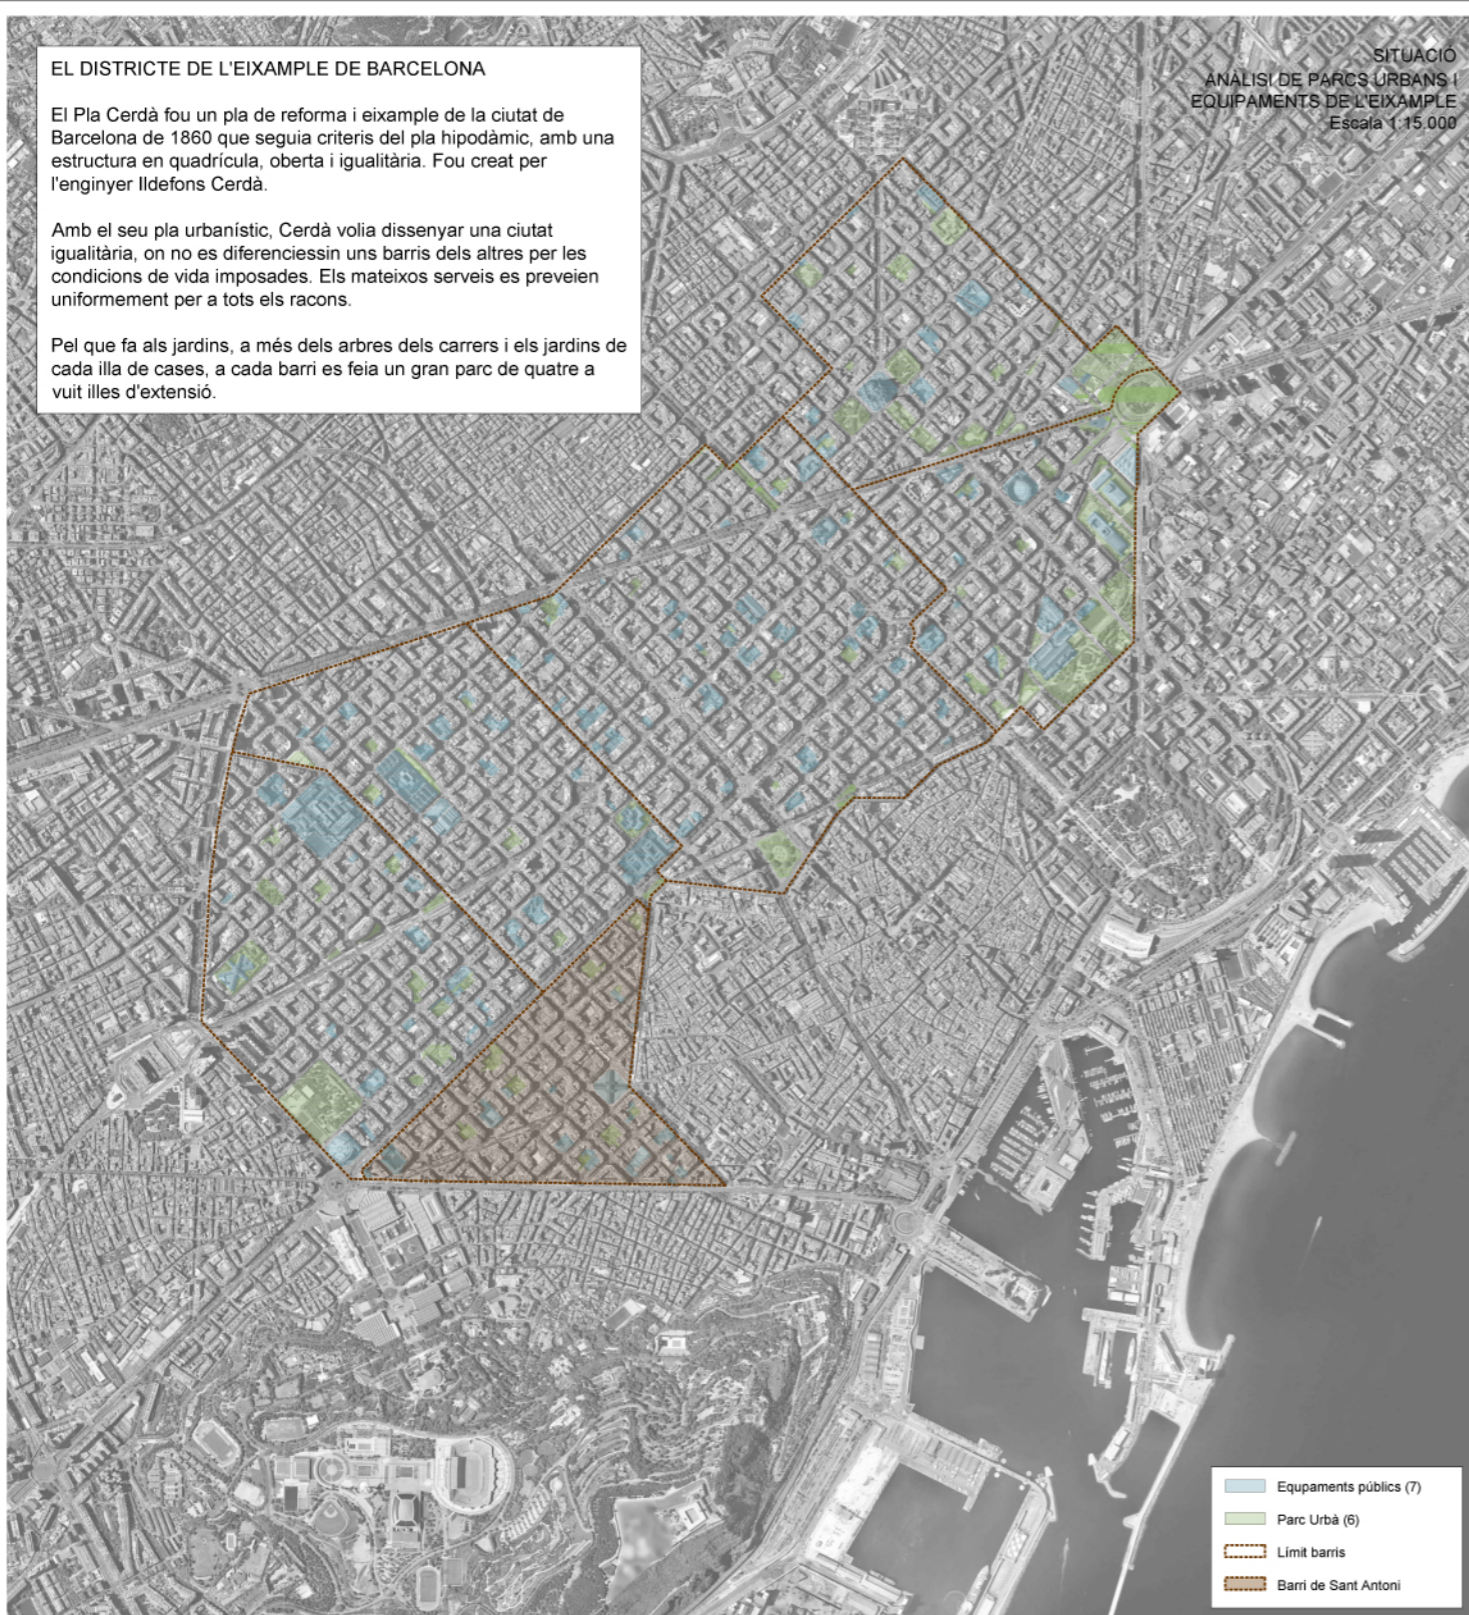 EL DISTRICTE DE L'EIXAMPLE DE BARCELONA
El Pla Cerdà fou un pla de reforma i eixample de la ciutat de
Barcelona de 1860 que seguia criteris del pla hipodàmic, amb una
estructura en quadrícula, oberta i igualitària. Fou creat per
l'enginyer Ildefons Cerdà.
Amb el seu pla urbanístic, Cerdà volia dissenyar una ciutat
igualitària, on no es diferenciessin uns barris dels altres per les
condicions de vida imposades. Els mateixos serveis es preveien
uniformement per a tots els racons.
Pel que fa als jardins, a més dels arbres dels carrers i els jardins de
cada illa de cases, a cada barri es feia un gran parc de quatre a
vuit illes d'extensió.
SITUACIÓ
ANÀLISI DE PARCS URBANS I
EQUIPAMENTS DE L'EIXAMPLE
Escala 1:15.000
Equpaments públics (7)
Parc Urbà (6)
Límit barris
Barri de Sant Antoni